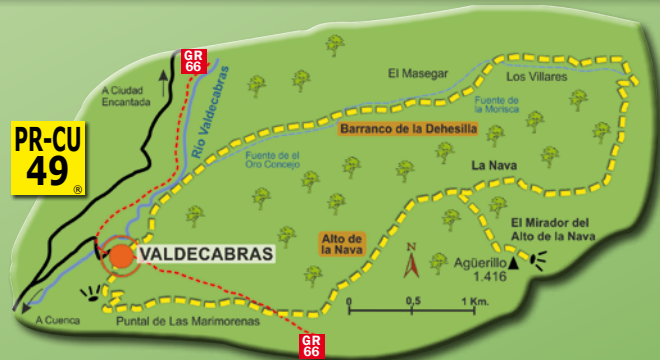 GR
66
A Ciudad
Encantada
Río Valdecabras
El Masegar
Los Villares
Fuente de
la Morisca
PR-CU
49
®
Barranco de la Dehesilla
Fuente de el
Oro Concejo
La Nava
El Mirador del
Alto de la Nava
Alto de
la Nava
N
VALDECABRAS
Agüerillo
1.416
0
0,5
1 Km.
A Cuenca
Puntal de Las Marimorenas
GR
66